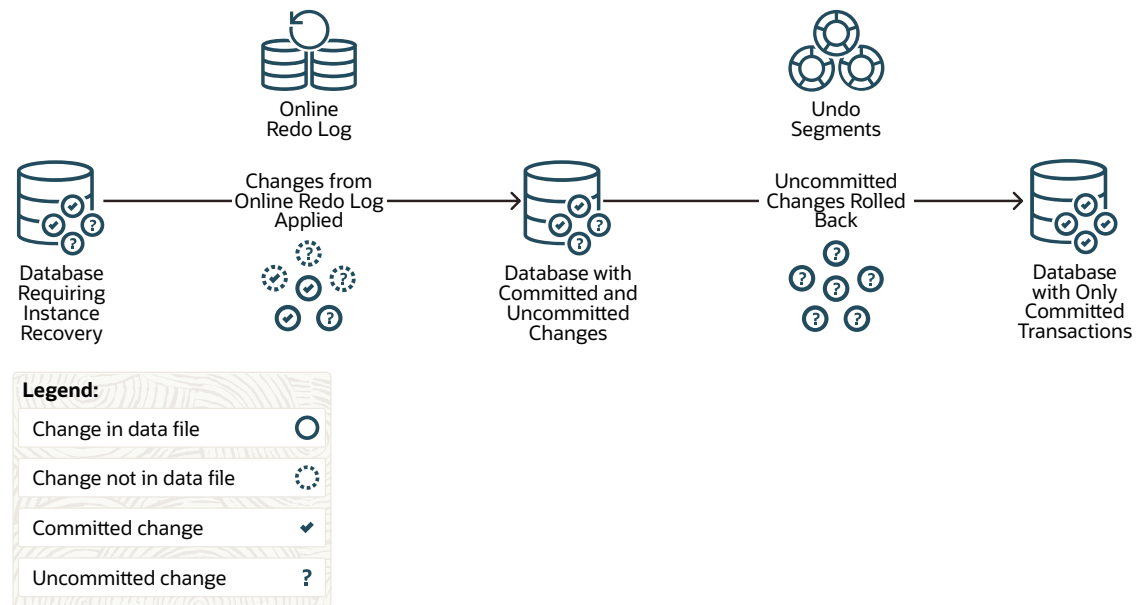 Online
Redo Log
Undo
Segments
Changes from
Online Redo Log
Applied
Uncommitted
Changes Rolled
Back
Database
Requiring
Instance
Recovery
Database with
Committed and
Uncommitted
Changes
Database
with Only
Committed
Transactions
Legend:
Change in data file
Change not in data file
Committed change
Uncommitted change ?